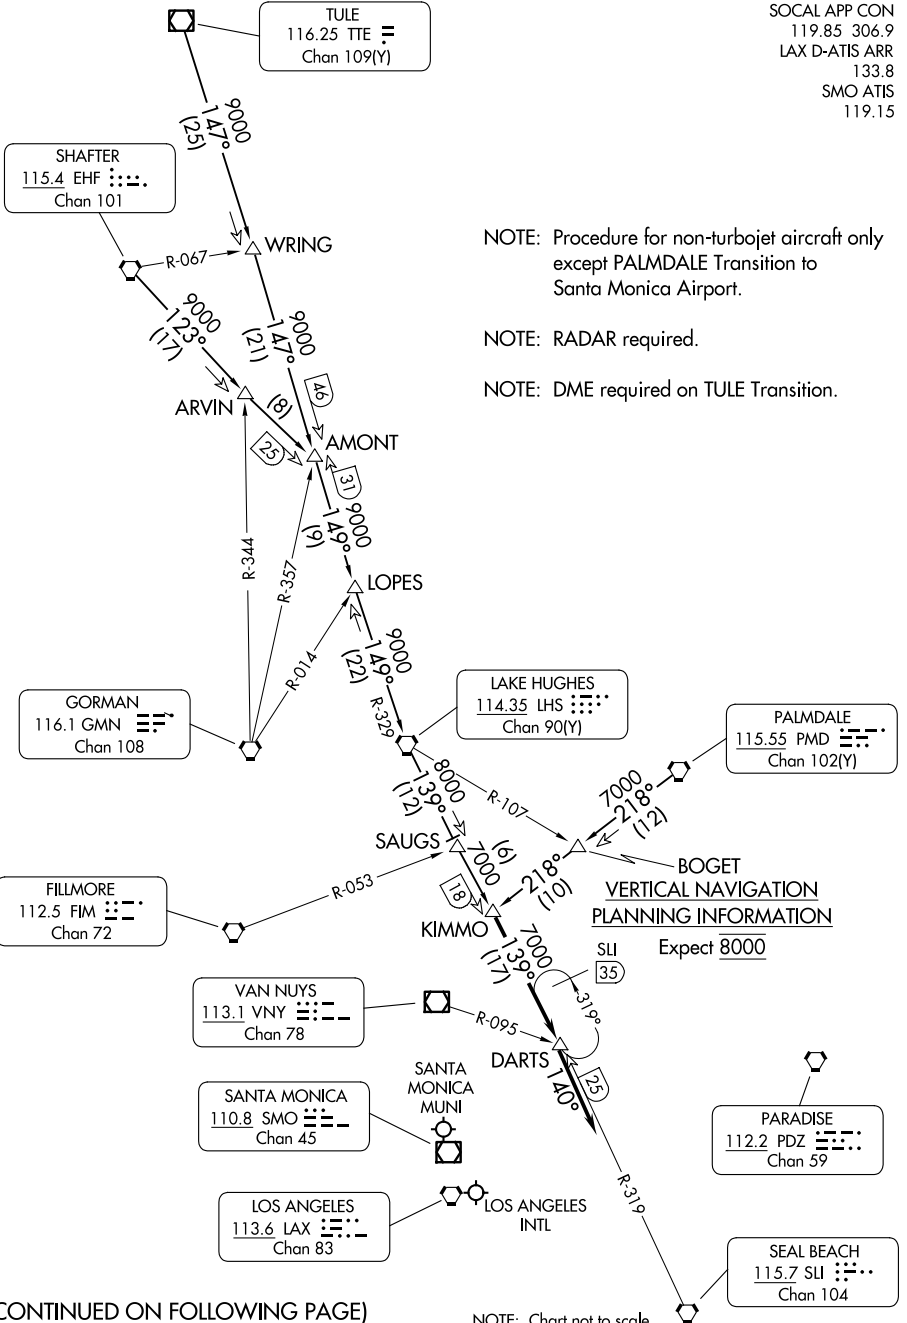 TULE
116.25 TTE
Chan 109(Y)
SOCAL APP CON
119.85 306.9
LAX D-ATIS ARR
133.8
SMO ATIS
119.15
9000
147°
(25)
SHAFTER
115.4 EHF
Chan 101
R-067
WRING
NOTE: Procedure for non-turbojet aircraft only
except PALMDALE Transition to
Santa Monica Airport.
NOTE: RADAR required.
NOTE: DME required on TULE Transition.
9000
123°
(17)
9000
147°
(21)
46
ARVIN
(8)
25
AMONT
31
9000
149°
(9)
R-344
R-357
R-014
LOPES
9000
149°
(22)
R-329
GORMAN
116.1 GMN
Chan 108
LAKE HUGHES
114.35 LHS
Chan 90(Y)
PALMDALE
115.55 PMD
Chan 102(Y)
8000
139°
(12)
R-107
7000
218°
(12)
SAUGS
(6)
7000
18
218°
(10)
BOGET
VERTICAL NAVIGATION
PLANNING INFORMATION
Expect 8000
FILLMORE
112.5 FIM
Chan 72
R-053
KIMMO
7000
139°
(17)
SLI
35
319°
VAN NUYS
113.1 VNY
Chan 78
R-095
DARTS
25
140°
SANTA
MONICA
MUNI
SANTA MONICA
110.8 SMO
Chan 45
PARADISE
112.2 PDZ
Chan 59
R-319
LOS ANGELES
113.6 LAX
Chan 83
LOS ANGELES
INTL
SEAL BEACH
115.7 SLI
Chan 104
CONTINUED ON FOLLOWING PAGE)
NOTE: Chart not to scale